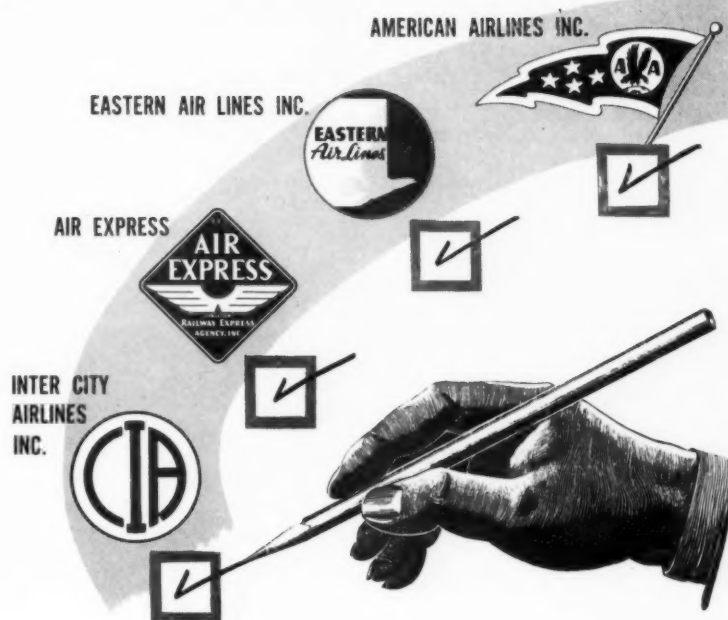 AMERICAN AIRLINES INC.
A A
EASTERN AIR LINES INC.
EASTERN
Air Lines
AIR EXPRESS
AIR
EXPRESS
RAILWAY EXPRESS
AGENCY, INC.
INTER CITY
AIRLINES
INC.
CIA